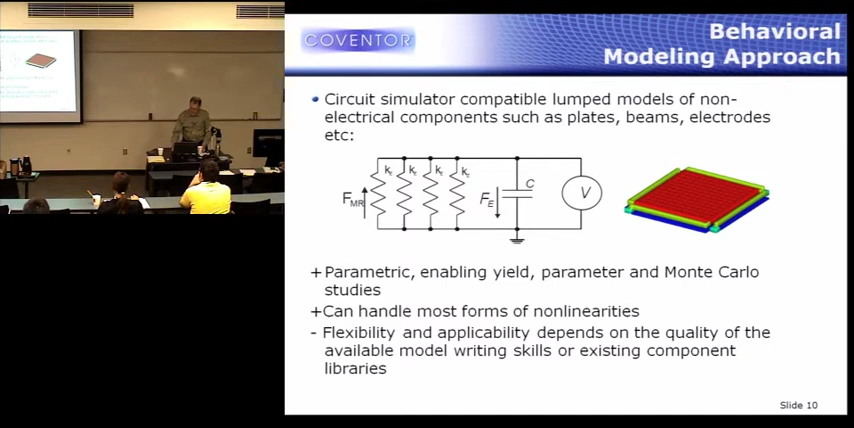 COVENTOR
Behavioral
Modeling Approach
• Circuit simulator compatible lumped models of non-
electrical components such as plates, beams, electrodes
etc:
kr kr kr kr C
FMR FE V
+ Parametric, enabling yield, parameter and Monte Carlo
studies
+Can handle most forms of nonlinearities
- Flexibility and applicability depends on the quality of the
available model writing skills or existing component
libraries
Slide 10